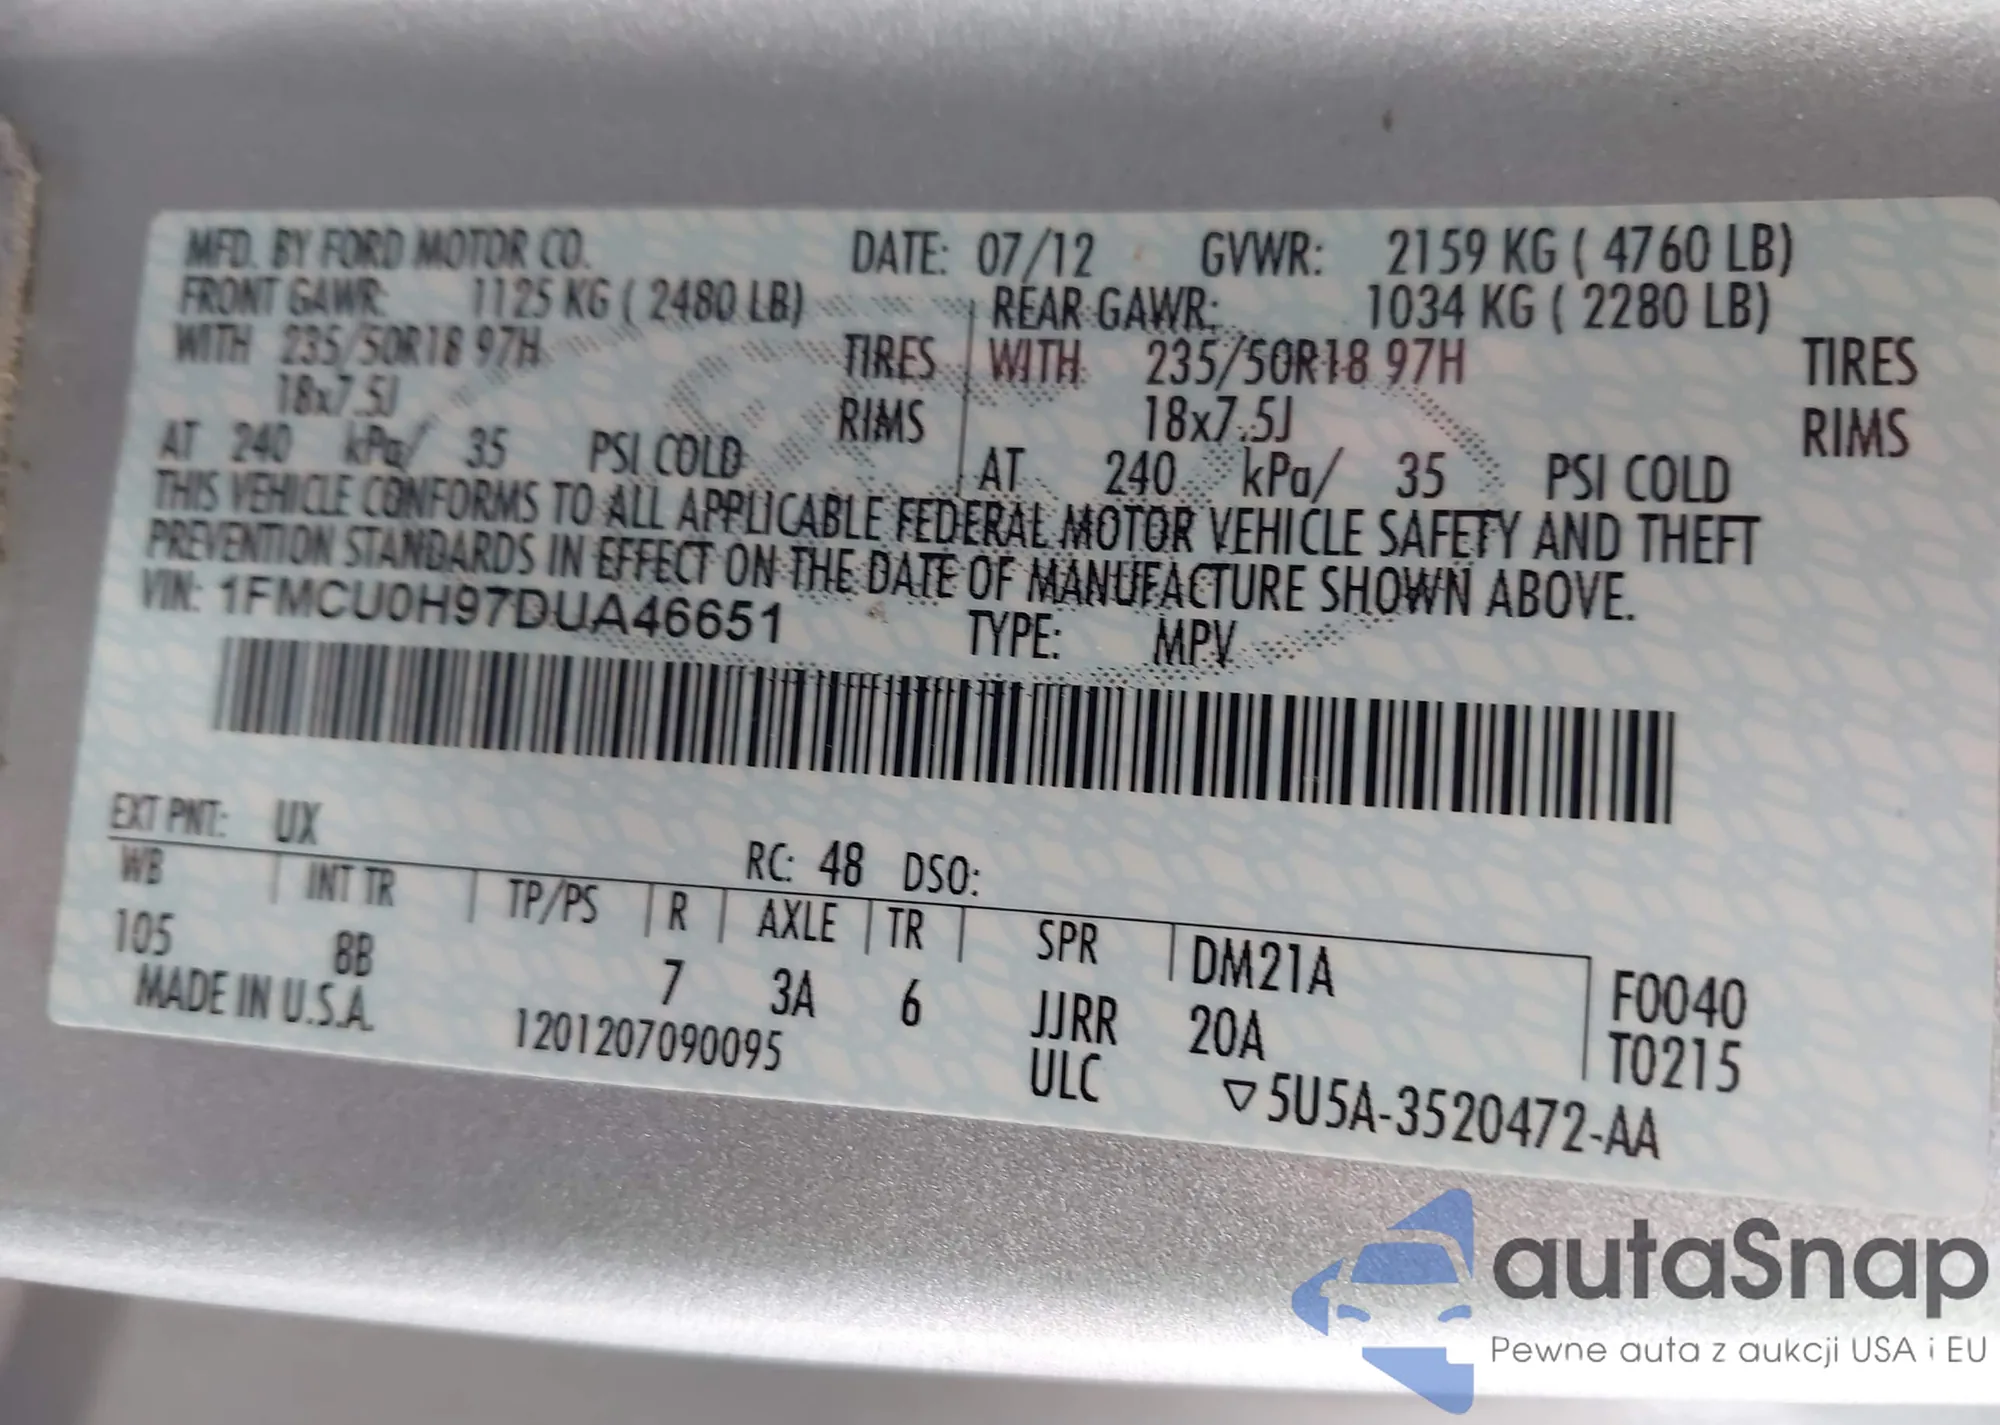 MFD. BY FORD MOTOR CO. DATE: 07/12 GVWR: 2159 KG ( 4760 LB)
FRONT GAWR: 1125 KG ( 2480 LB) REAR GAWR: 1034 KG ( 2280 LB)
WITH 235/50R18 97H TIRES WITH 235/50R18 97H TIRES
18x7.5J RIMS 18x7.5J RIMS
AT 240 kPa/ 35 PSI COLD AT 240 kPa/ 35 PSI COLD
THIS VEHICLE CONFORMS TO ALL APPLICABLE FEDERAL MOTOR VEHICLE SAFETY AND THEFT
PREVENTION STANDARDS IN EFFECT ON THE DATE OF MANUFACTURE SHOWN ABOVE.
VIN: 1FMCU0H97DUA46651 TYPE: MPV
EXT PNT: UX RC: 48 DSO:
WB INT TR TP/PS R AXLE TR SPR DM21A F0040
105 8B 7 3A 6 JJRR 20A T0215
MADE IN U.S.A. 1201207090095 ULC ▽5U5A-3520472-AA
autaSnap
Pewne auta z aukcji USA i EU